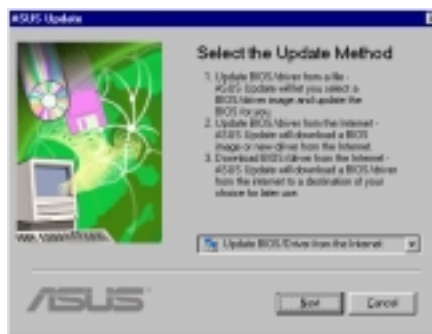 ASUS Update
Select the Update Method
1. Update BIOS/driver from a file -
ASUS Update will let you select a
BIOS/driver image and update the
BIOS for you.
2. Update BIOS/driver from the Internet -
ASUS Update will download a BIOS
image or new driver from the Internet.
3. Download BIOS/driver from the Internet -
ASUS Update will download a BIOS/driver
from the internet to a destination of your
choice for later use.
Update BIOS/Driver from the Internet
ASUS
Next
Cancel